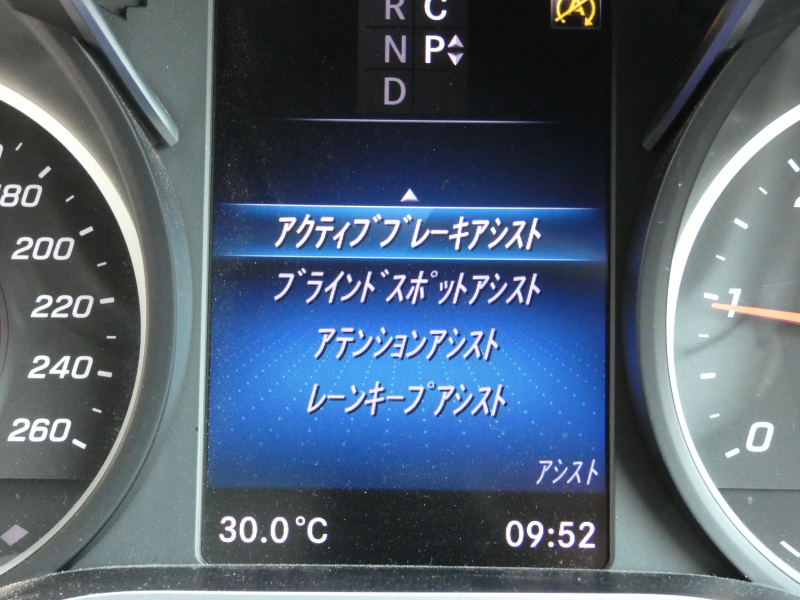 R C
N P
D
アクティブブレーキアシスト
ブラインドスポットアシスト
アテンションアシスト
レーンキープアシスト
アシスト
30.0°C 09:52
200
220
240
260
1
0